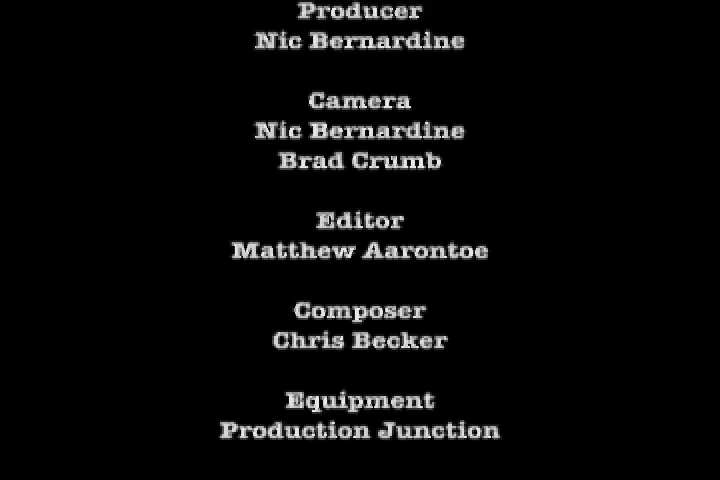 Producer
Nic Bernardine
Camera
Nic Bernardine
Brad Crumb
Editor
Matthew Aarontoe
Composer
Chris Becker
Equipment
Production Junction